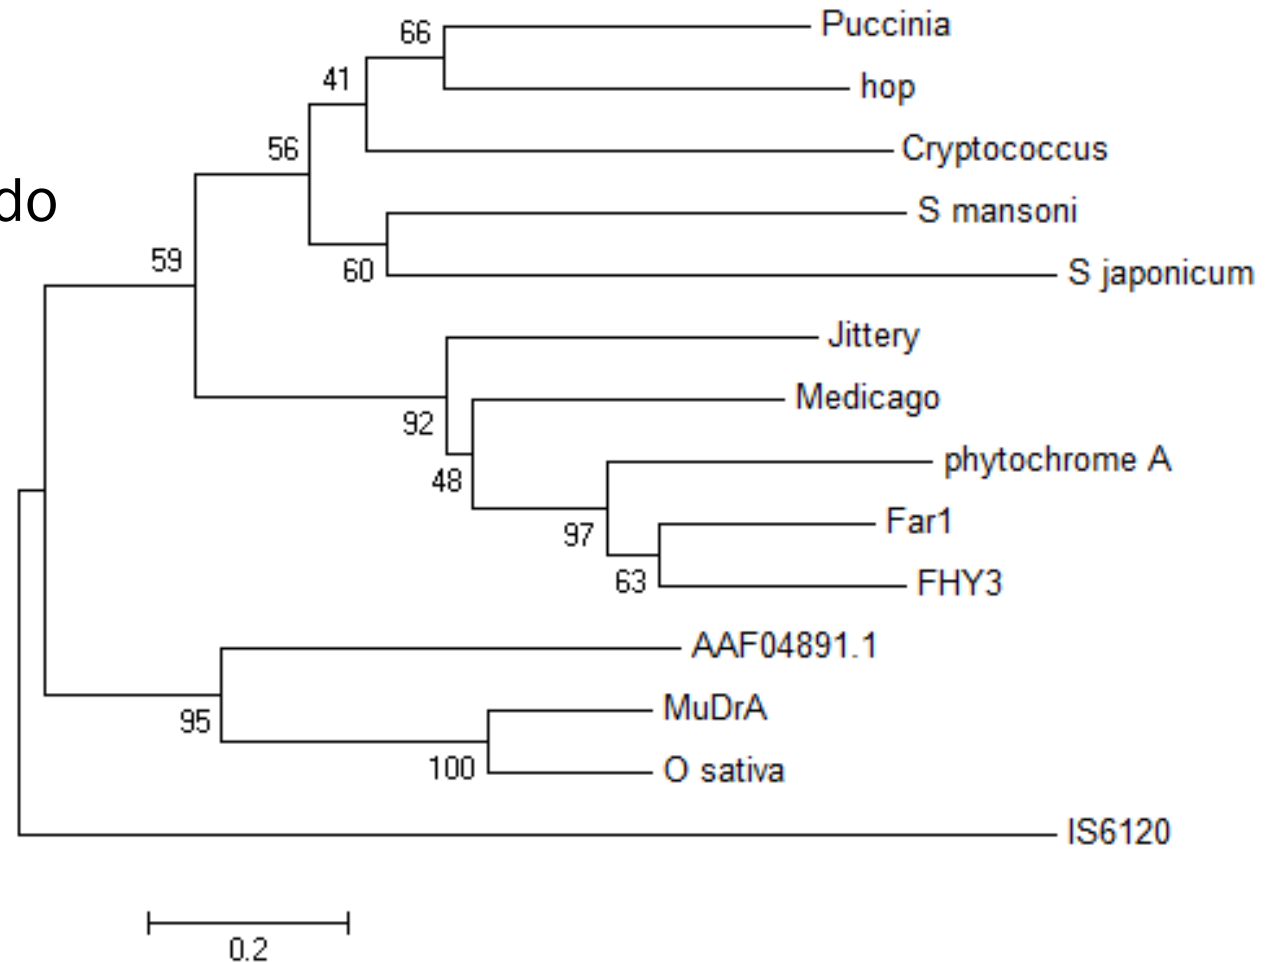 66
Puccinia
41
hop
56
Cryptococcus
do
S mansoni
59
60
S japonicum
Jittery
Medicago
92
48
phytochrome A
97
Far1
63
FHY3
AAF04891.1
95
MuDrA
100
O sativa
IS6120
0.2